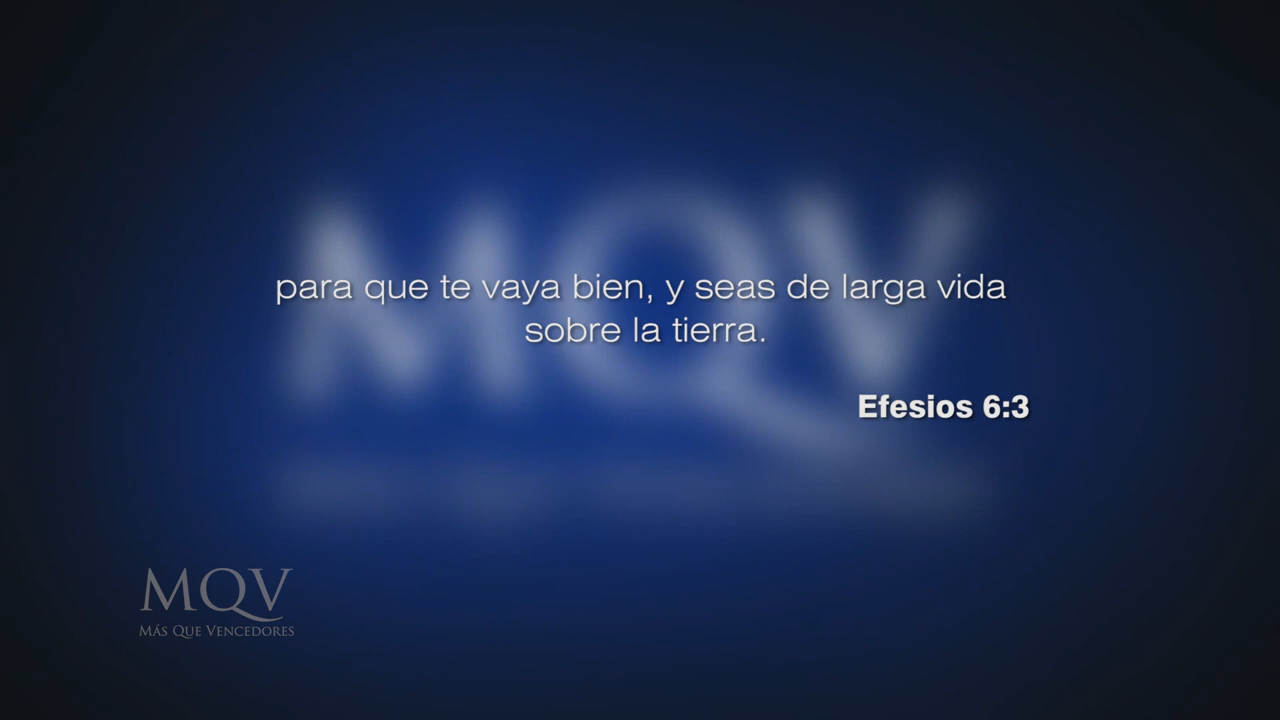 para que te vaya bien, y seas de larga vida
sobre la tierra.
Efesios 6:3
MQV
MQV
MÁS QUE VENCEDORES